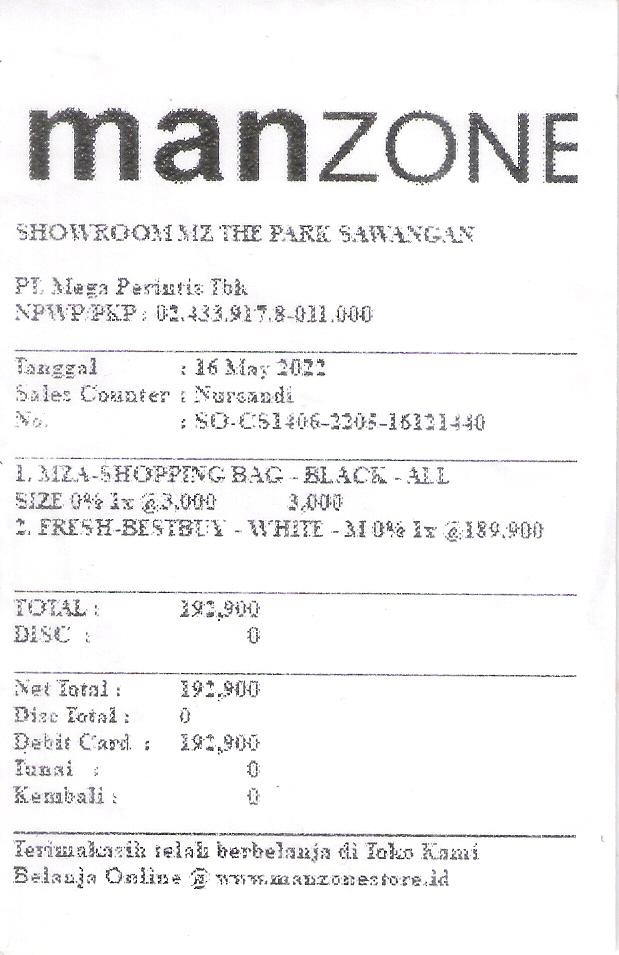 manZONE
SHOWROOM MZ THE PARK SAWANGAN
PT. Mega Perintis Tbk
NPWP/PKP : 02.433.917.8-011.000
Tanggal : 16 May 2022
Sales Counter : Nursandi
No. : SO-CS1406-2205-16121440
1. MZA-SHOPPING BAG - BLACK - ALL
SIZE 0% 1x @3,000 3,000
2. FRESH-BESTBUY - WHITE - M 0% 1x @189,900
TOTAL : 192,900
DISC : 0
Net Total : 192,900
Disc Total : 0
Debit Card : 192,900
Tunai : 0
Kembali : 0
Terimakasih telah berbelanja di Toko Kami
Belanja Online @ www.manzonestore.id